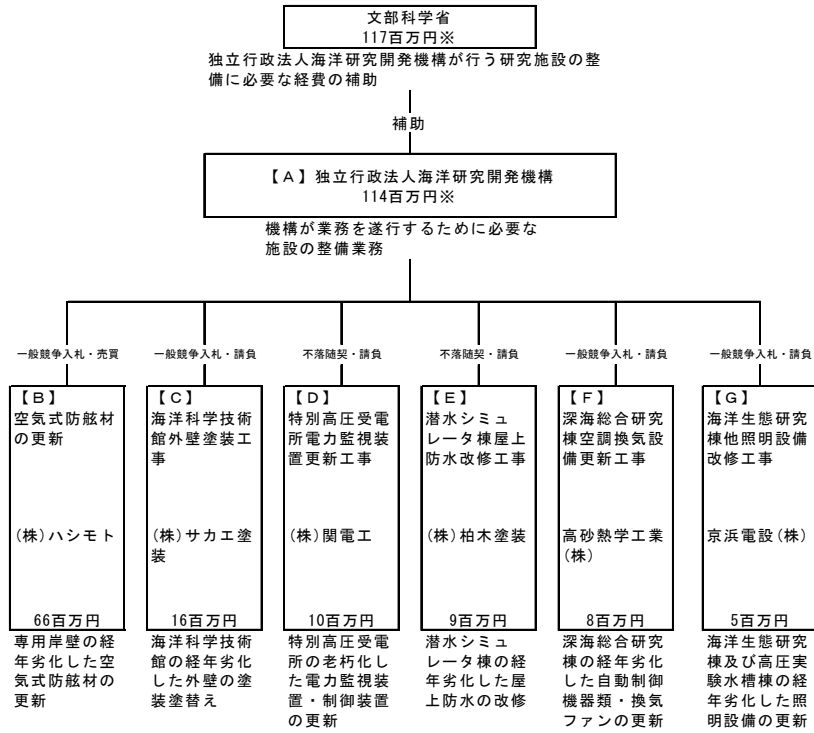 文部科学省
117百万円※
独立行政法人海洋研究開発機構が行う研究施設の整
備に必要な経費の補助
補助
【A】独立行政法人海洋研究開発機構
114百万円※
機構が業務を遂行するために必要な
施設の整備業務
一般競争入札・売買
一般競争入札・請負
不落随契・請負
不落随契・請負
一般競争入札・請負
一般競争入札・請負
【B】
空気式防舷材
の更新
(株)ハシモト
66百万円
専用岸壁の経
年劣化した空
気式防舷材の
更新
【C】
海洋科学技術
館外壁塗装工
事
(株)サカエ塗
装
16百万円
海洋科学技術
館の経年劣化
した外壁の塗
装塗替え
【D】
特別高圧受電
所電力監視装
置更新工事
(株)関電工
10百万円
特別高圧受電
所の老朽化し
た電力監視装
置・制御装置
の更新
【E】
潜水シミュ
レータ棟屋上
防水改修工事
(株)柏木塗装
9百万円
潜水シミュ
レータ棟の経
年劣化した屋
上防水の改修
【F】
深海総合研究
棟空調換気設
備更新工事
高砂熱学工業
(株)
8百万円
深海総合研究
棟の経年劣化
した自動制御
機器類・換気
ファンの更新
【G】
海洋生態研究
棟他照明設備
改修工事
京浜電設(株)
5百万円
海洋生態研究
棟及び高圧実
験水槽棟の経
年劣化した照
明設備の更新